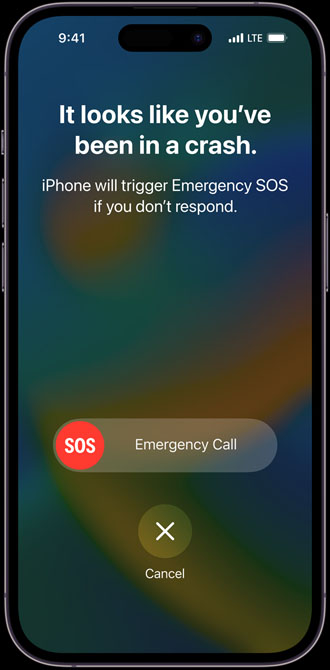 9:41 LTE
It looks like you’ve
been in a crash.
iPhone will trigger Emergency SOS
if you don’t respond.
SOS Emergency Call
Cancel